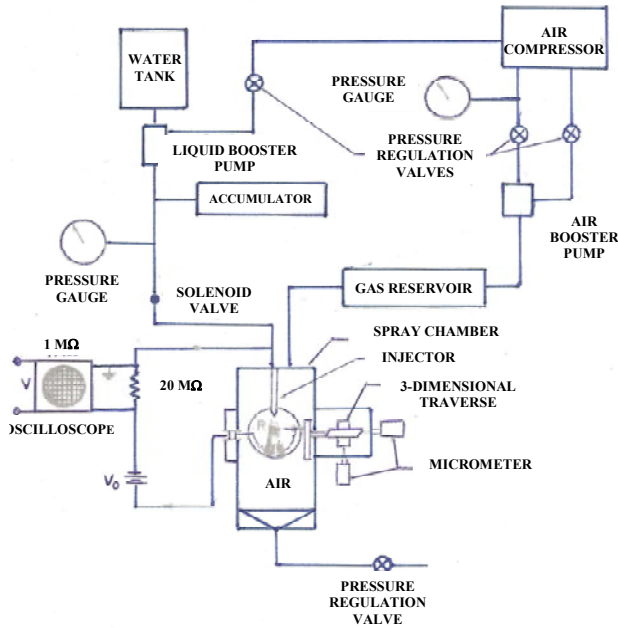 AIR
COMPRESSOR
WATER
TANK
PRESSURE
GAUGE
LIQUID BOOSTER
PUMP
PRESSURE
REGULATION
VALVES
ACCUMULATOR
AIR
BOOSTER
PUMP
PRESSURE
GAUGE
SOLENOID
VALVE
GAS RESERVOIR
1 MΩ
SPRAY CHAMBER
INJECTOR
V
20 MΩ
3-DIMENSIONAL
TRAVERSE
OSCILLOSCOPE
R
MICROMETER
V₀
AIR
PRESSURE
REGULATION
VALVE